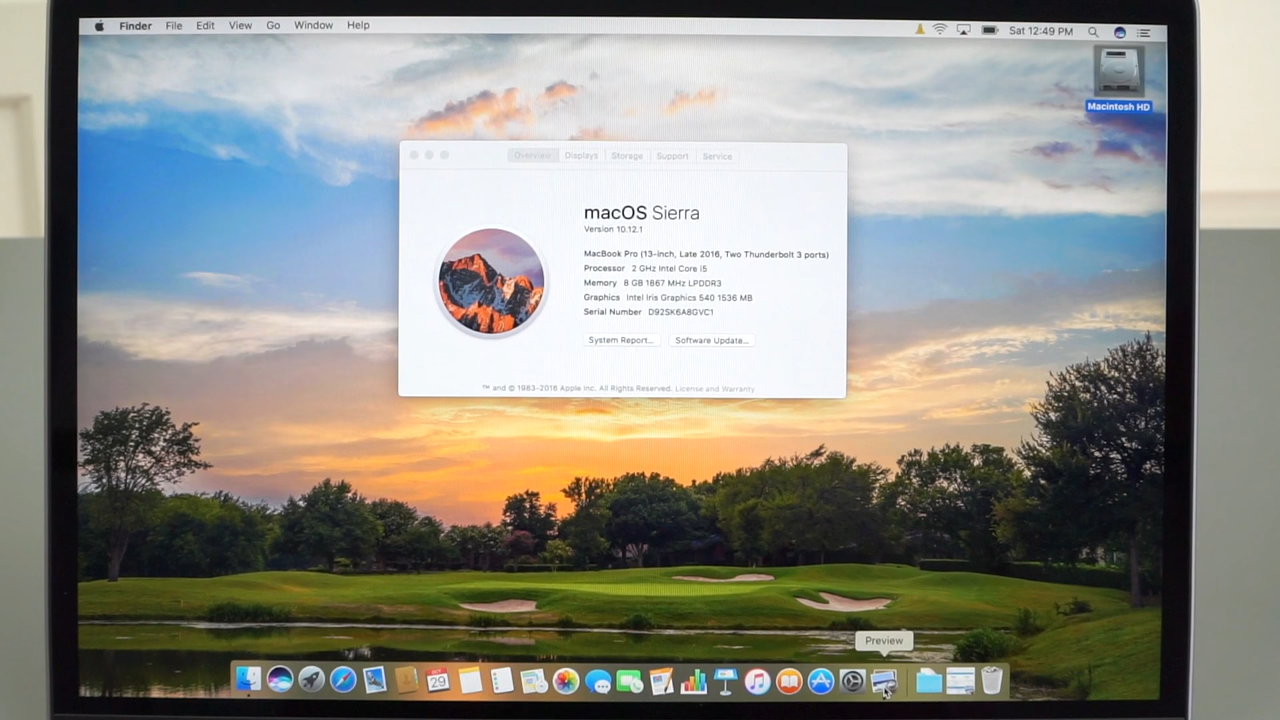 Finder File Edit View Go Window Help
Sat 12:49 PM
Macintosh HD
Overview Displays Storage Support Service
macOS Sierra
Version 10.12.1
MacBook Pro (13-inch, Late 2016, Two Thunderbolt 3 ports)
Processor 2 GHz Intel Core i5
Memory 8 GB 1867 MHz LPDDR3
Graphics Intel Iris Graphics 540 1536 MB
Serial Number D92SK6A8GVC1
System Report... Software Update...
™ and © 1983-2016 Apple Inc. All Rights Reserved. License and Warranty
Preview
OCT
29